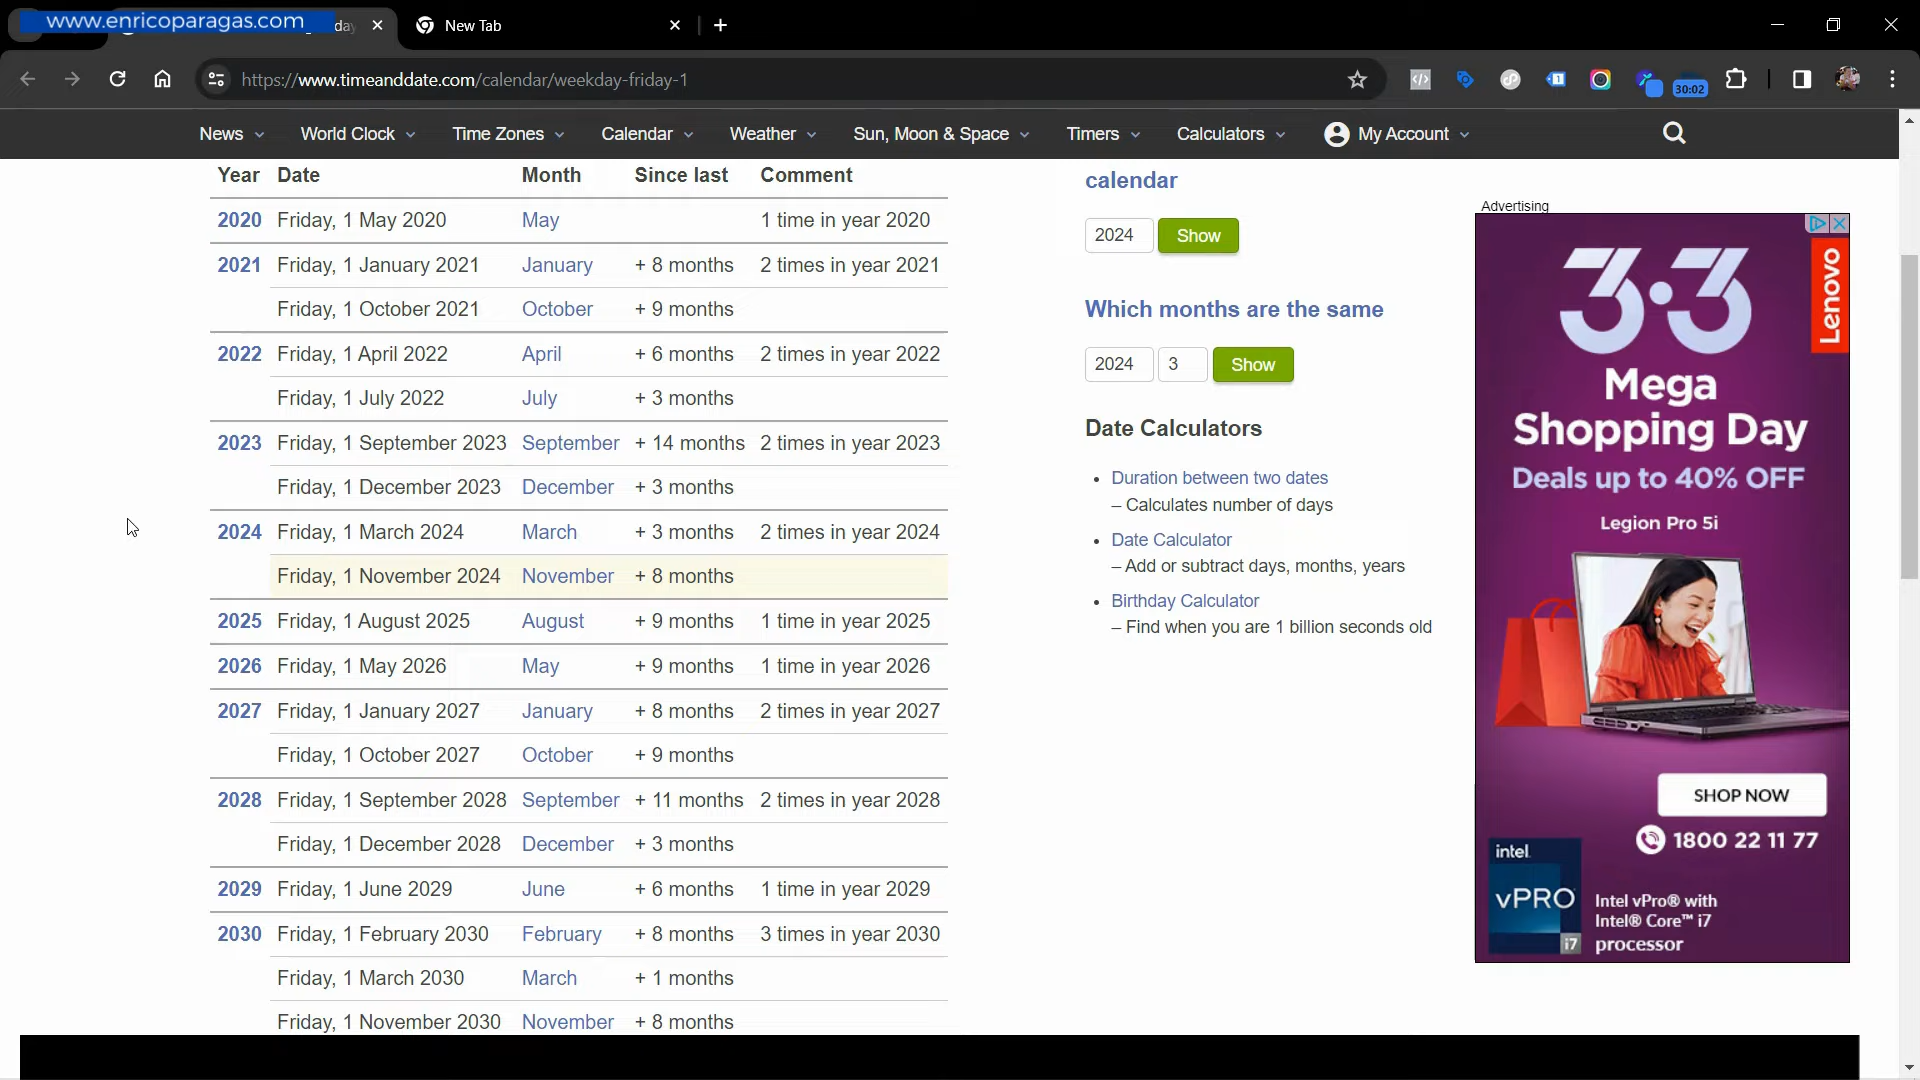 www.enricoparagas.com
day
New Tab
https://www.timeanddate.com/calendar/weekday-friday-1
1
30:02
News
World Clock
Time Zones
Calendar
Weather
Sun, Moon & Space
Timers
Calculators
My Account
Year Date Month Since last Comment
2020 Friday, 1 May 2020 May 1 time in year 2020
2021 Friday, 1 January 2021 January + 8 months 2 times in year 2021
Friday, 1 October 2021 October + 9 months
2022 Friday, 1 April 2022 April + 6 months 2 times in year 2022
Friday, 1 July 2022 July + 3 months
2023 Friday, 1 September 2023 September + 14 months 2 times in year 2023
Friday, 1 December 2023 December + 3 months
2024 Friday, 1 March 2024 March + 3 months 2 times in year 2024
Friday, 1 November 2024 November + 8 months
2025 Friday, 1 August 2025 August + 9 months 1 time in year 2025
2026 Friday, 1 May 2026 May + 9 months 1 time in year 2026
2027 Friday, 1 January 2027 January + 8 months 2 times in year 2027
Friday, 1 October 2027 October + 9 months
2028 Friday, 1 September 2028 September + 11 months 2 times in year 2028
Friday, 1 December 2028 December + 3 months
2029 Friday, 1 June 2029 June + 6 months 1 time in year 2029
2030 Friday, 1 February 2030 February + 8 months 3 times in year 2030
Friday, 1 March 2030 March + 1 months
Friday, 1 November 2030 November + 8 months
calendar
2024 Show
Which months are the same
2024 3 Show
Date Calculators
• Duration between two dates
– Calculates number of days
• Date Calculator
– Add or subtract days, months, years
• Birthday Calculator
– Find when you are 1 billion seconds old
Advertising
Lenovo
3.3
Mega
Shopping Day
Deals up to 40% OFF
Legion Pro 5i
SHOP NOW
1800 22 11 77
intel.
vPRO
i7
Intel vPro® with
Intel® Core™ i7
processor